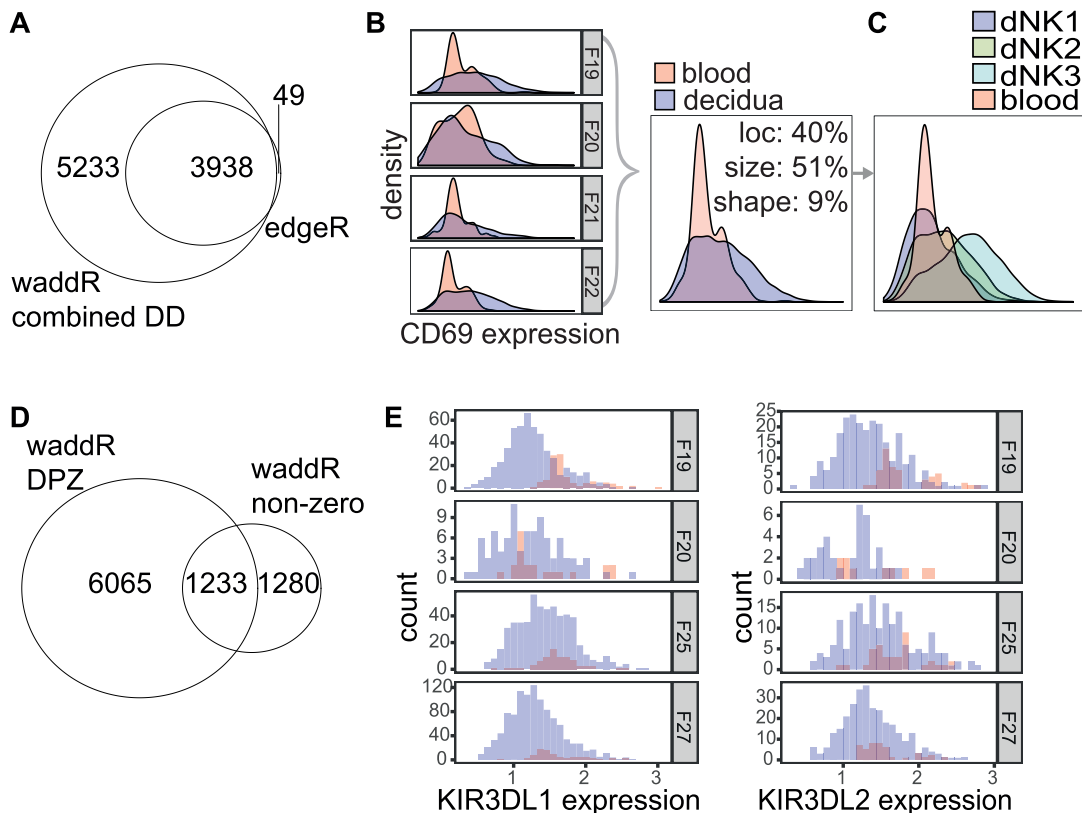 A
49
5233
3938
edgeR
waddR
combined DD
B
F19
F20
F21
F22
density
CD69 expression
blood
decidua
loc: 40%
size: 51%
shape: 9%
C
dNK1
dNK2
dNK3
blood
D
waddR
DPZ
waddR
non-zero
6065
1233
1280
E
60
40
20
0
F19
9
6
3
0
F20
40
20
0
F25
120
80
40
0
F27
count
1
2
3
KIR3DL1 expression
25
20
15
10
5
0
F19
6
4
2
0
F20
15
10
5
0
F25
30
20
10
0
F27
count
1
2
3
KIR3DL2 expression